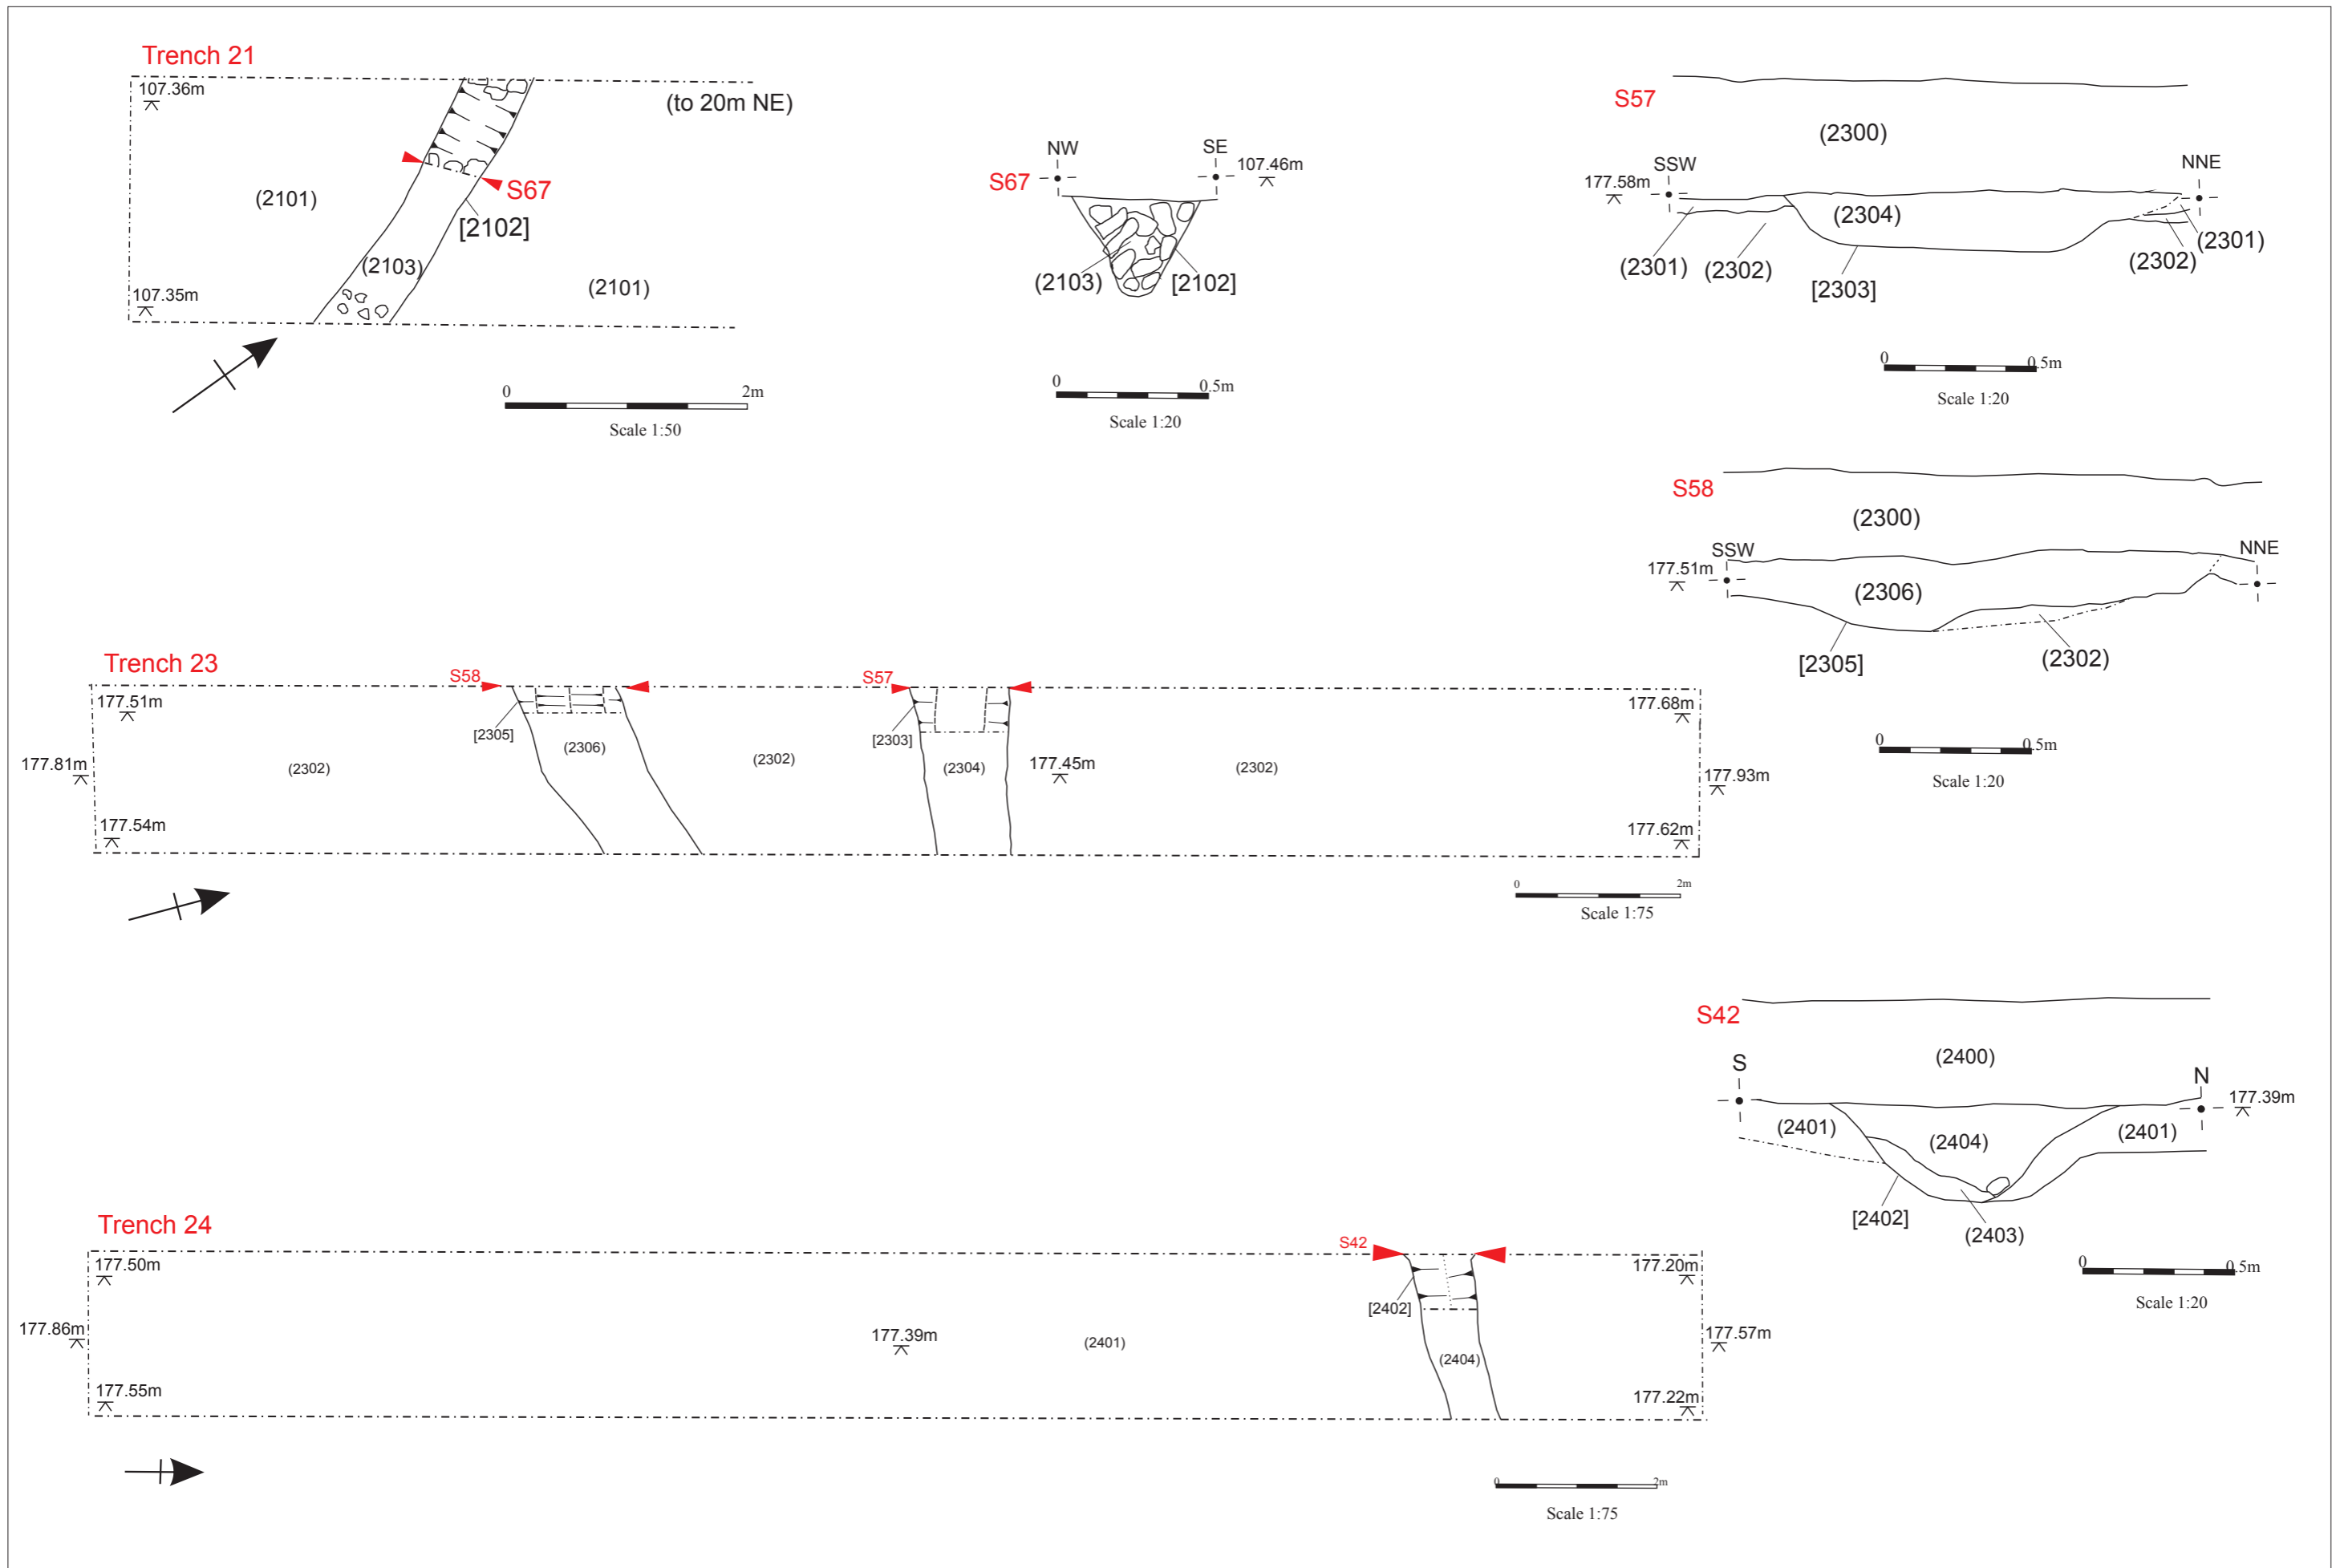 Trench 21
107.36m
(to 20m NE)
(2101)
S67
[2102]
(2103)
(2101)
107.35m
0 2m
Scale 1:50
NW SE
S67
107.46m
(2103) [2102]
0 0.5m
Scale 1:20
S57
(2300)
SSW NNE
177.58m
(2304)
(2301) (2302) (2302) (2301)
[2303]
0 0.5m
Scale 1:20
S58
(2300)
SSW NNE
177.51m
(2306)
[2305] (2302)
0 0.5m
Scale 1:20
Trench 23
S58 S57
177.51m 177.68m
[2305] (2306) [2303]
177.81m (2302) (2302) (2304) 177.45m (2302) 177.93m
177.54m 177.62m
0 2m
Scale 1:75
S42
(2400)
S N
177.39m
(2401) (2404) (2401)
[2402] (2403)
0 0.5m
Scale 1:20
Trench 24
S42
177.50m 177.20m
[2402]
177.86m 177.39m (2401) (2404) 177.57m
177.55m 177.22m
0 2m
Scale 1:75